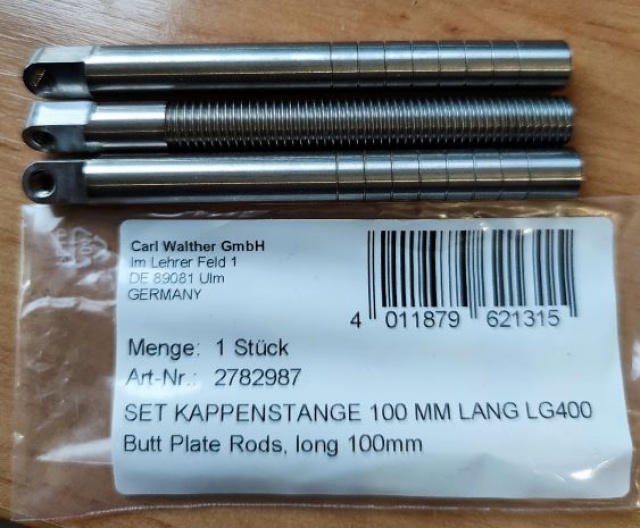 Carl Walther GmbH
Im Lehrer Feld 1
DE 89081 Ulm
GERMANY
4 011879 621315
Menge: 1 Stück
Art-Nr.: 2782987
SET KAPPENSTANGE 100 MM LANG LG400
Butt Plate Rods, long 100mm